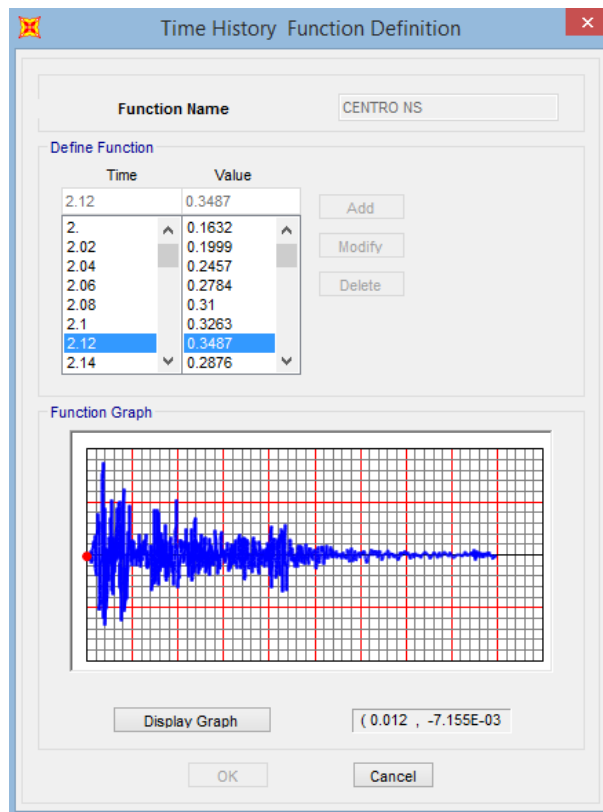 Time History Function Definition
Function Name
CENTRO NS
Define Function
Time Value
2.12 0.3487
Add
2. 0.1632
2.02 0.1999
Modify
2.04 0.2457
2.06 0.2784
Delete
2.08 0.31
2.1 0.3263
2.12 0.3487
2.14 0.2876
Function Graph
Display Graph
( 0.012 , -7.155E-03
OK
Cancel